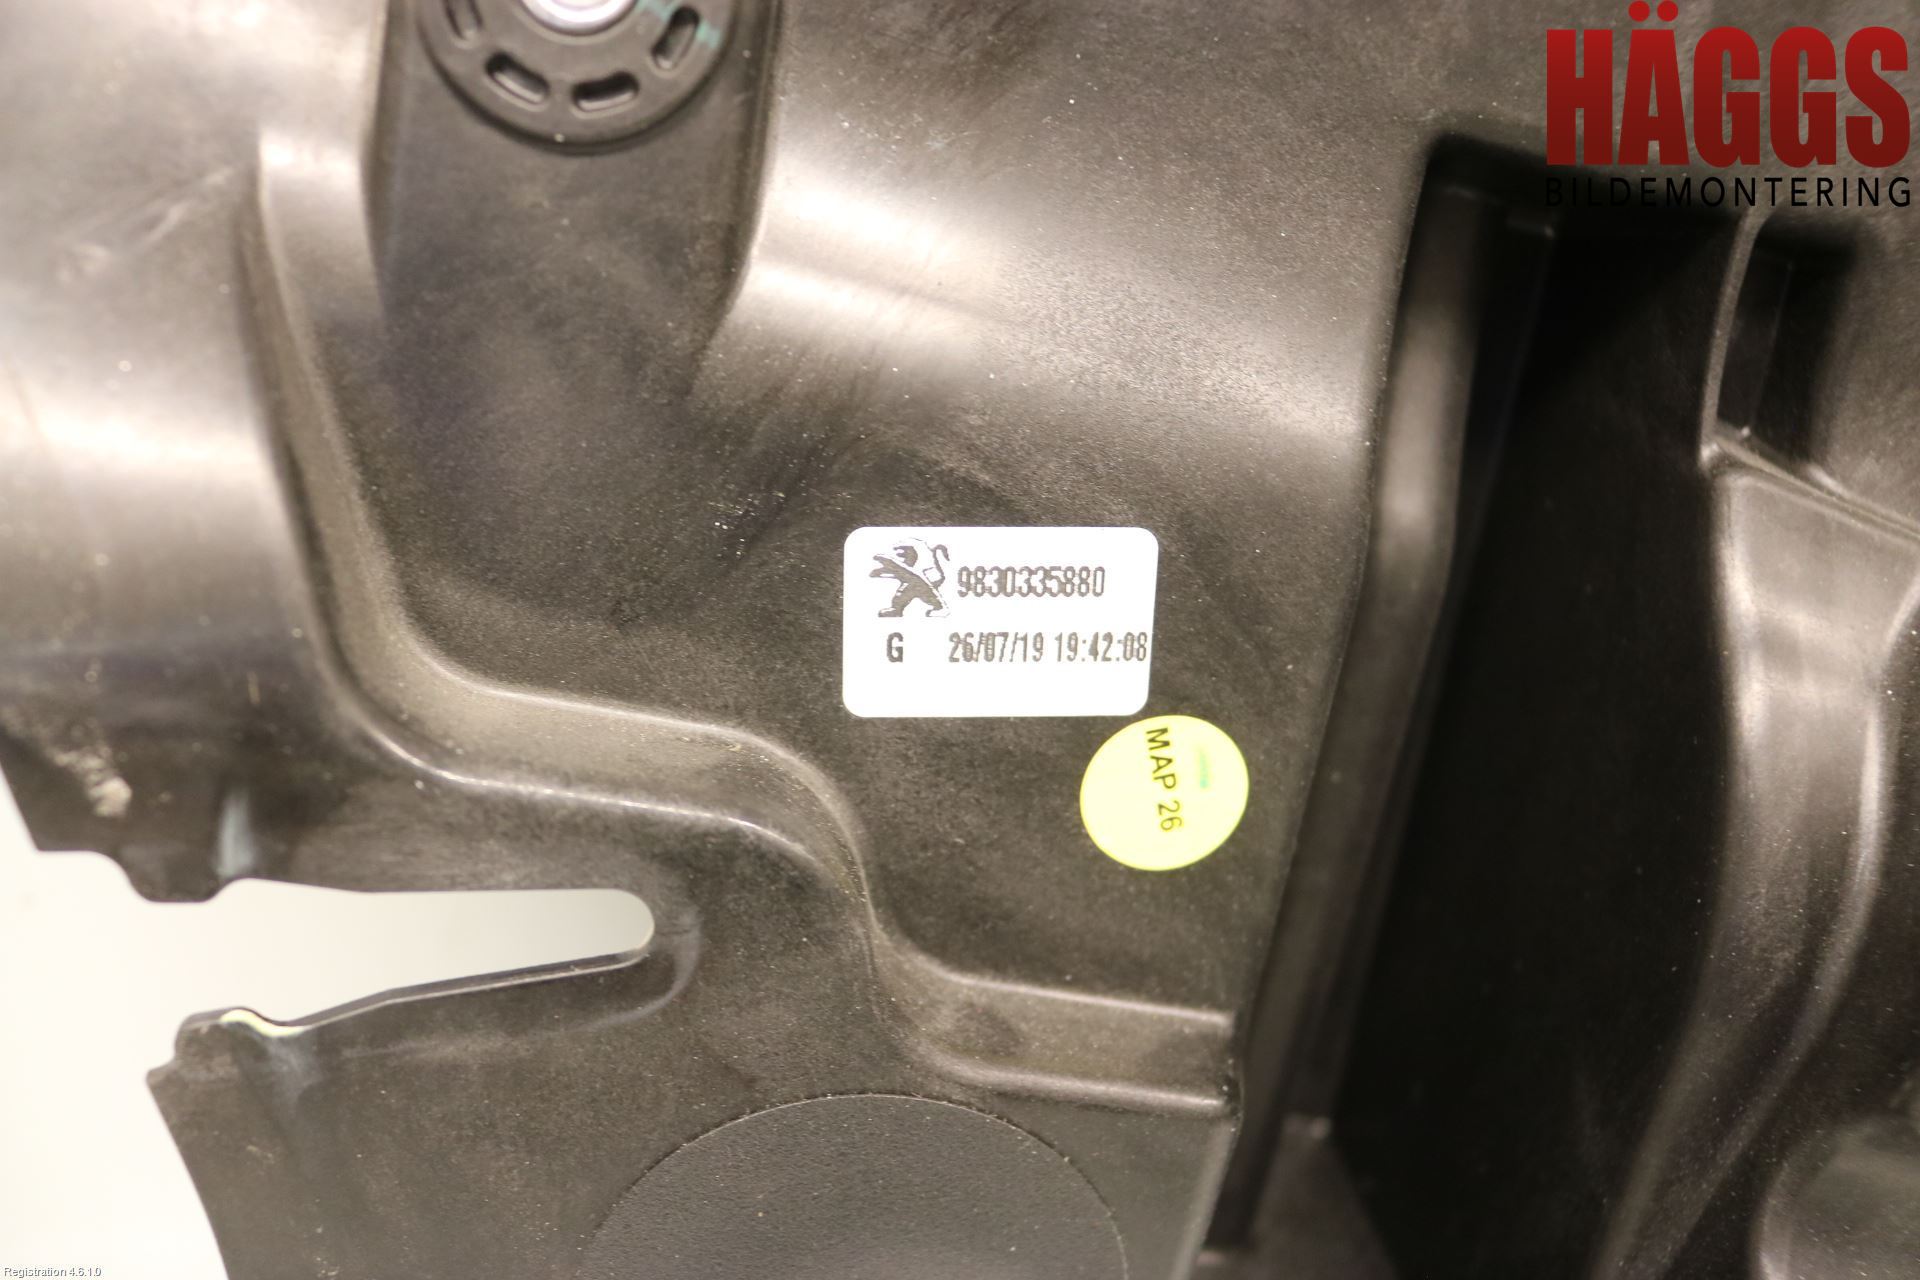 HÄGGS
BILDEMONTERING
9830335880
G 26/07/19 19:42:08
MAP 26
Registration 4.6.1.0